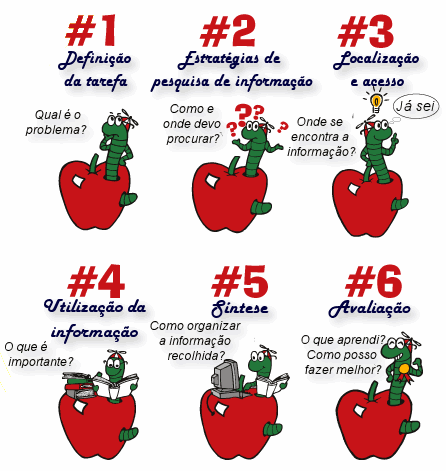 #1
Definição
da tarefa
Qual é o
problema?
#2
Estratégias de
pesquisa de informação
Como e
onde devo
procurar?
???
?
?
#3
Localização
e acesso
Já sei
Onde se
encontra a
informação?
#4
Utilização da
informação
O que é
importante?
#5
Síntese
Como organizar
a informação
recolhida?
#6
Avaliação
O que aprendi?
Como posso
fazer melhor?